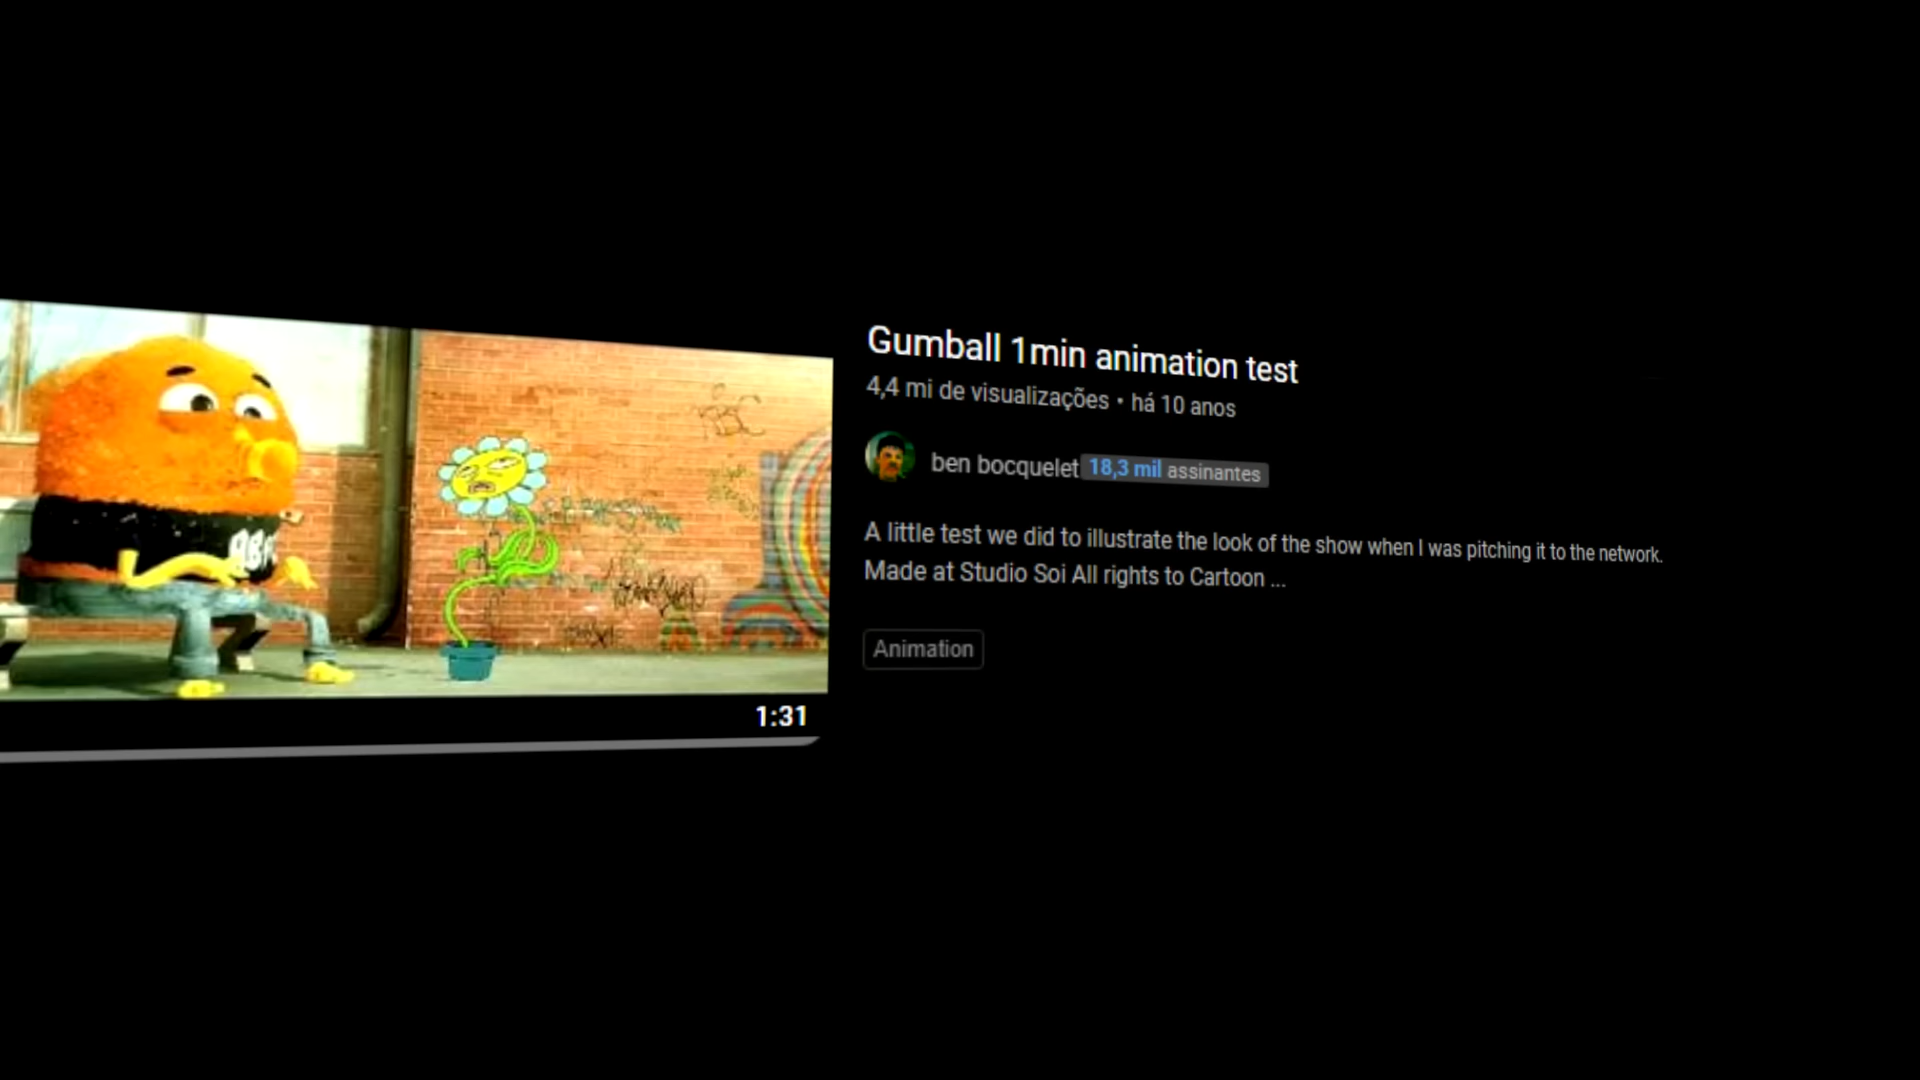 Gumball 1min animation test
4,4 mi de visualizações • há 10 anos
ben bocquelet 18,3 mil assinantes
A little test we did to illustrate the look of the show when I was pitching it to the network.
Made at Studio Soi All rights to Cartoon ...
Animation
1:31